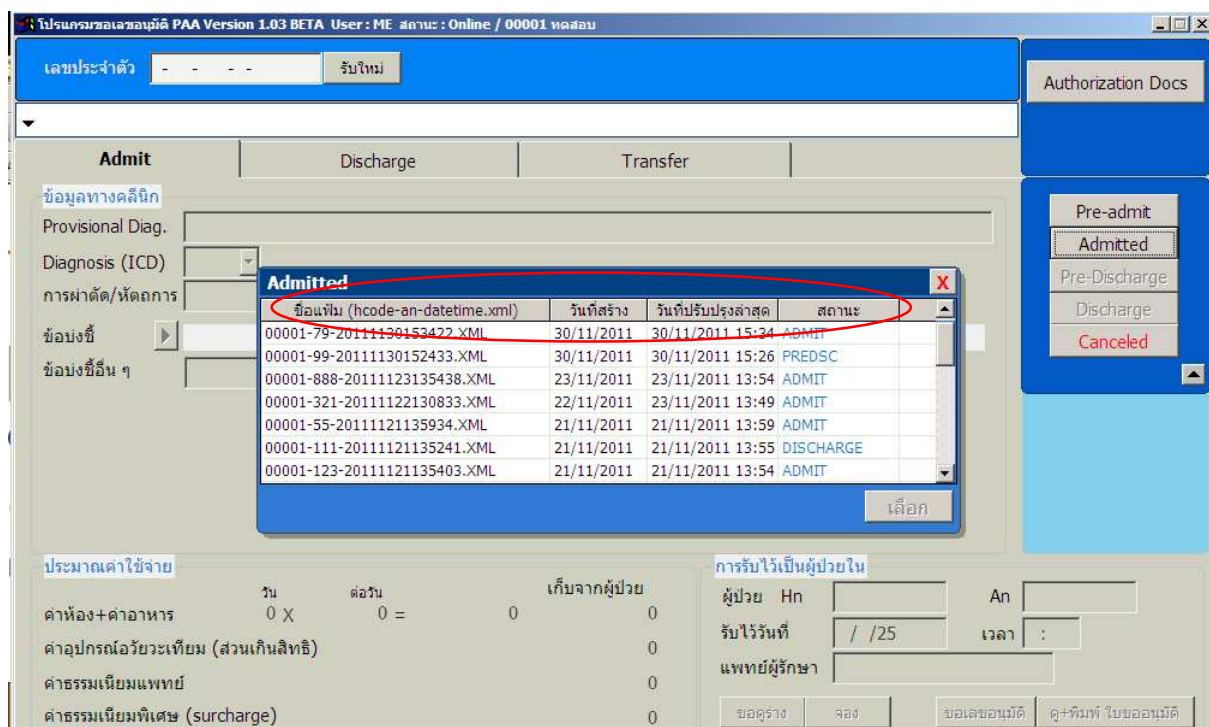 โปรแกรมขอเลขอนุมัติ PAA Version 1.03 BETA User : ME สถานะ : Online / 00001 ทดสอบ
เลขประจำตัว - - - - รับใหม่
Authorization Docs
Admit Discharge Transfer
ข้อมูลทางคลีนิก
Provisional Diag.
Diagnosis (ICD)
การผ่าตัด/หัตถการ
ข้อบ่งชี้
ข้อบ่งชี้อื่น ๆ
Pre-admit
Admitted
Pre-Discharge
Discharge
Canceled
Admitted X
ชื่อแฟ้ม (hcode-an-datetime.xml) วันที่สร้าง วันที่ปรับปรุงล่าสุด สถานะ
00001-79-20111130153422.XML 30/11/2011 30/11/2011 15:34 ADMIT
00001-99-20111130152433.XML 30/11/2011 30/11/2011 15:26 PREDSC
00001-888-20111123135438.XML 23/11/2011 23/11/2011 13:54 ADMIT
00001-321-20111122130833.XML 22/11/2011 23/11/2011 13:49 ADMIT
00001-55-20111121135934.XML 21/11/2011 21/11/2011 13:59 ADMIT
00001-111-20111121135241.XML 21/11/2011 21/11/2011 13:55 DISCHARGE
00001-123-20111121135403.XML 21/11/2011 21/11/2011 13:54 ADMIT
เลือก
ประมาณค่าใช้จ่าย
วัน ต่อวัน เก็บจากผู้ป่วย
ค่าห้อง+ค่าอาหาร 0 X 0 = 0 0
ค่าอุปกรณ์อวัยวะเทียม (ส่วนเกินสิทธิ) 0
ค่าธรรมเนียมแพทย์ 0
ค่าธรรมเนียมพิเศษ (surcharge) 0
การรับไว้เป็นผู้ป่วยใน
ผู้ป่วย Hn An
รับไว้วันที่ / /25 เวลา :
แพทย์ผู้รักษา
ขอดูร่าง จอง ขอเลขอนุมัติ ดู+พิมพ์ ใบขออนุมัติ